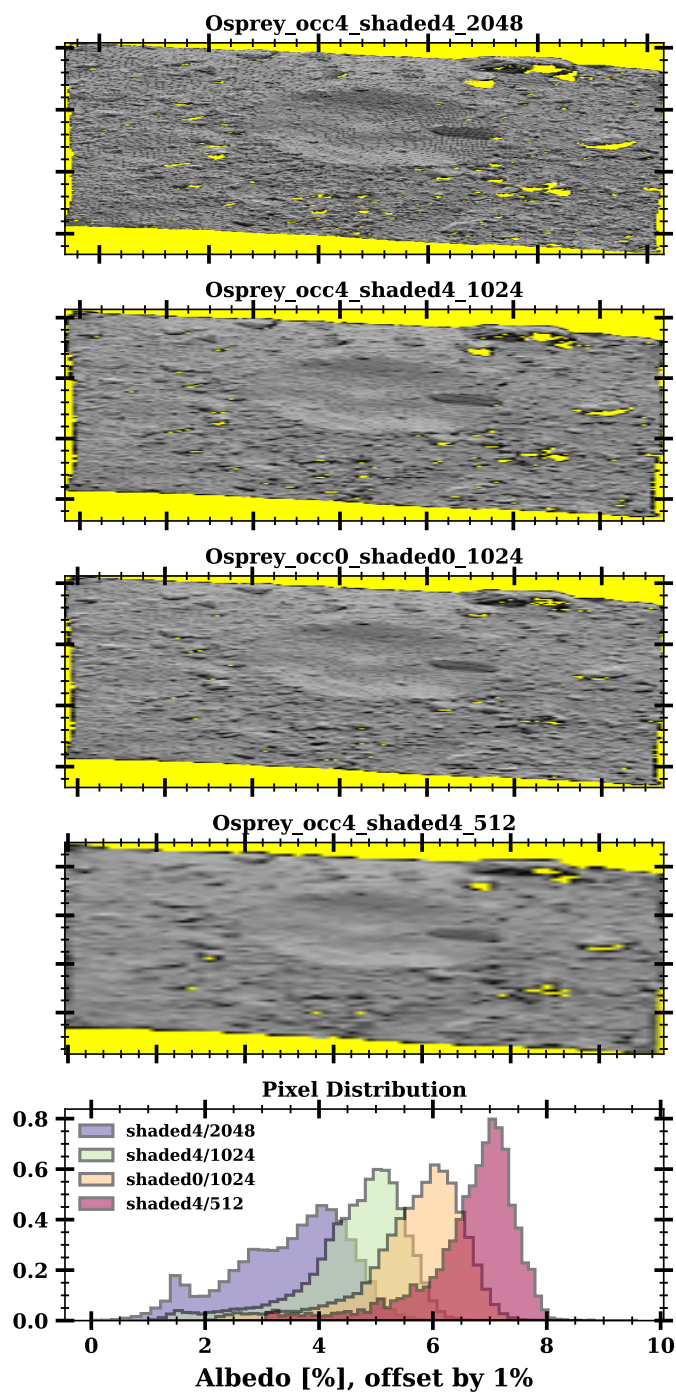 Osprey_occ4_shaded4_2048
Osprey_occ4_shaded4_1024
Osprey_occ0_shaded0_1024
Osprey_occ4_shaded4_512
Pixel Distribution
0.8
0.6
0.4
0.2
0.0
shaded4/2048
shaded4/1024
shaded0/1024
shaded4/512
0 2 4 6 8 10
Albedo [%], offset by 1%